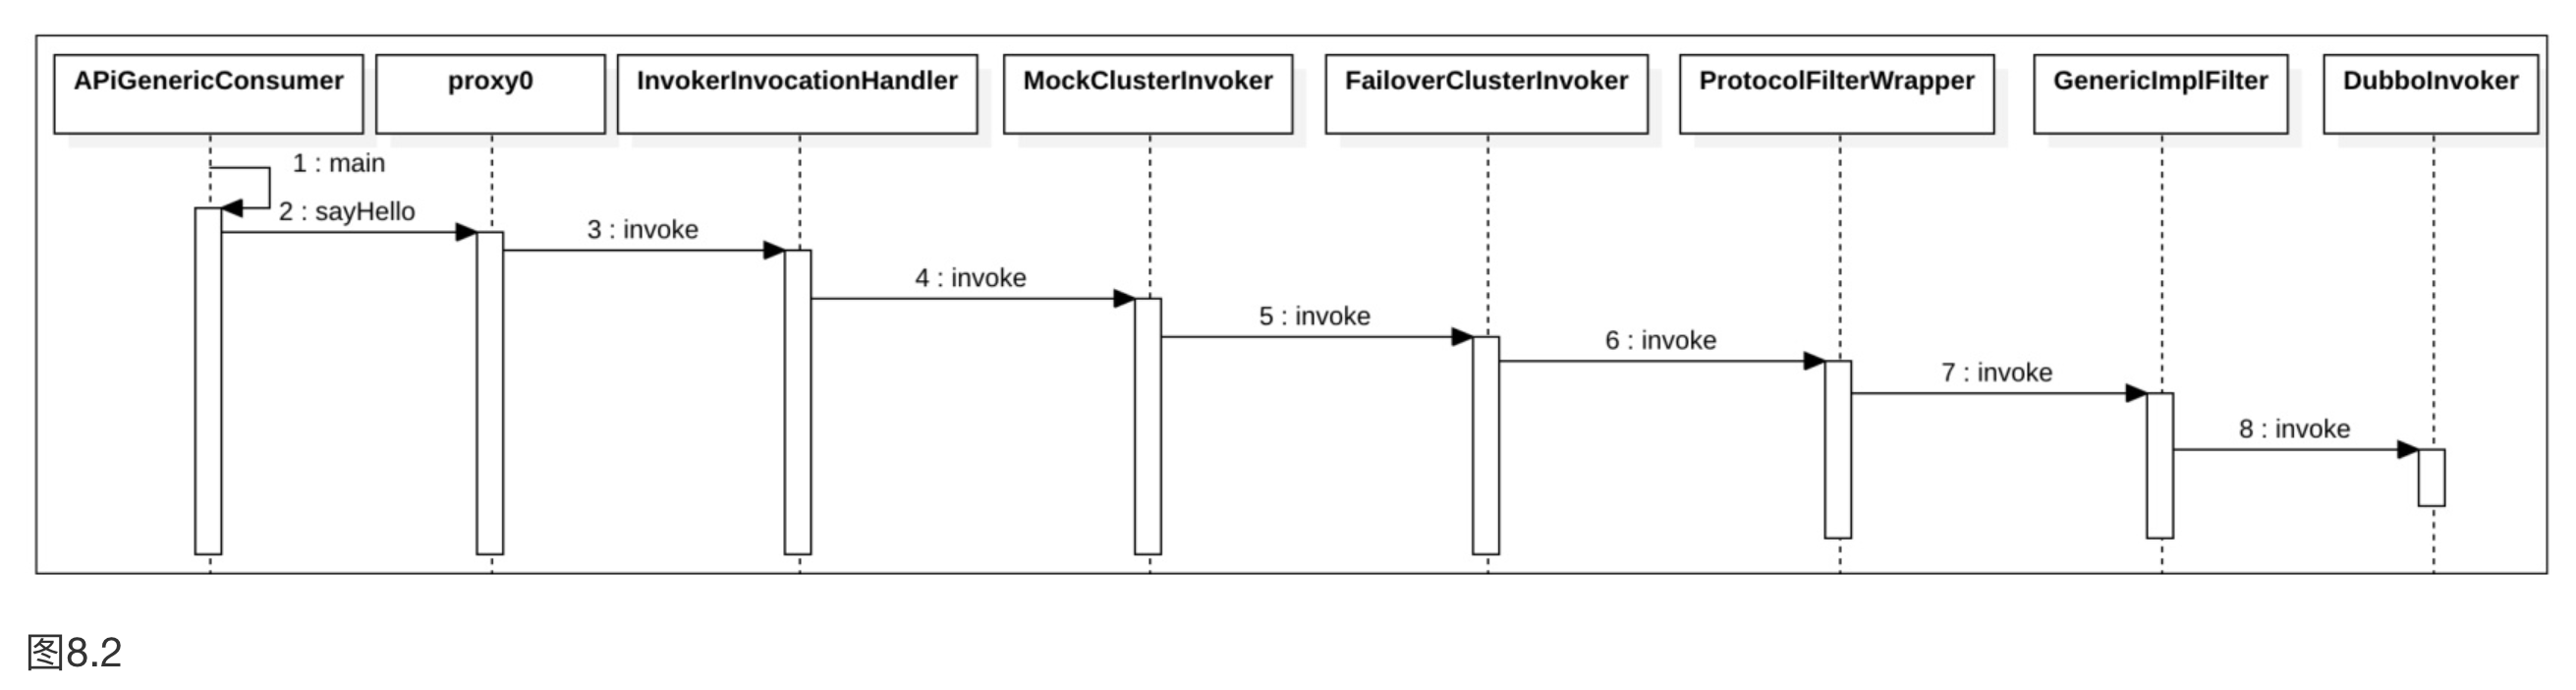 APiGenericConsumer
proxy0
InvokerInvocationHandler
MockClusterInvoker
FailoverClusterInvoker
ProtocolFilterWrapper
GenericImplFilter
DubboInvoker
1 : main
2 : sayHello
3 : invoke
4 : invoke
5 : invoke
6 : invoke
7 : invoke
8 : invoke
图8.2